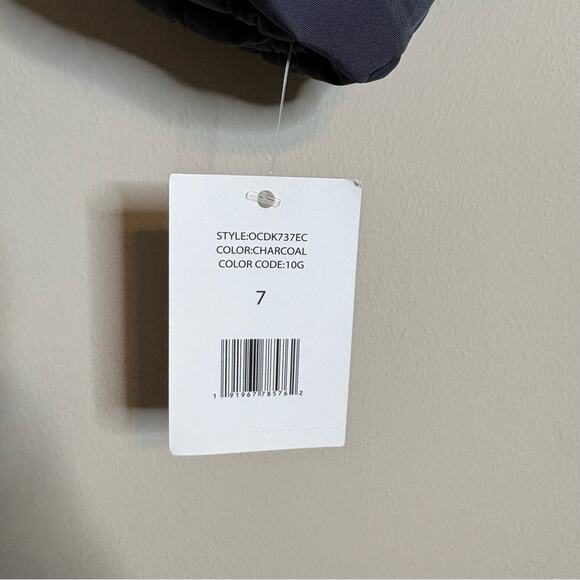 STYLE:OCDK737EC
COLOR:CHARCOAL
COLOR CODE:10G
7
1 91967 78576 2